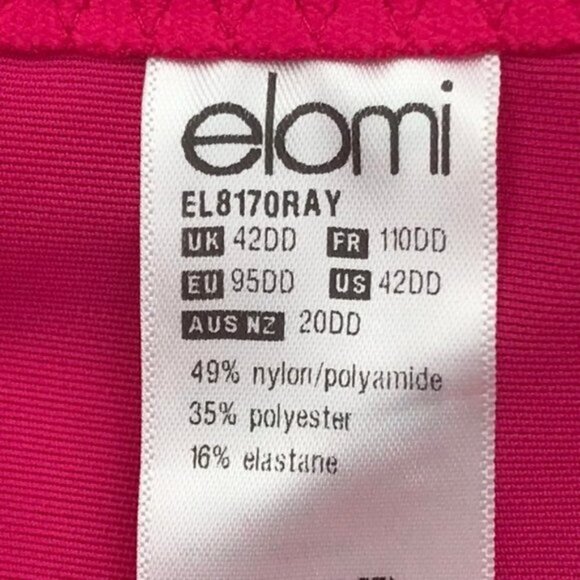 elomi
EL8170RAY
UK 42DD FR 110DD
EU 95DD US 42DD
AUS NZ 20DD
49% nylon/polyamide
35% polyester
16% elastane